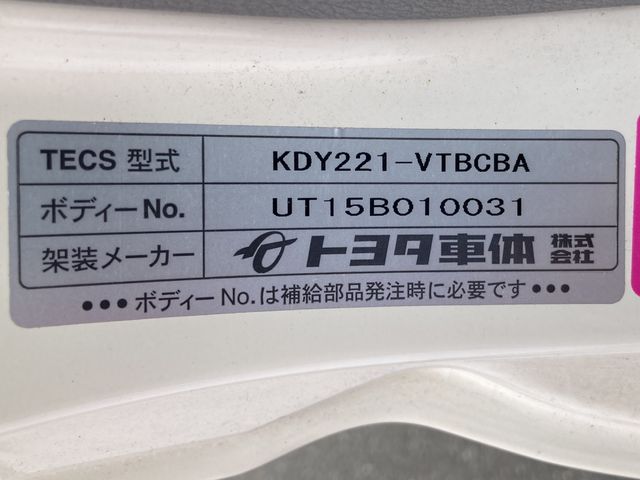 TECS 型式 KDY221-VTBCBA
ボディーNo. UT15B010031
架装メーカー トヨタ車体 株式会社
●●●ボディーNo.は補給部品発注時に必要です●●●